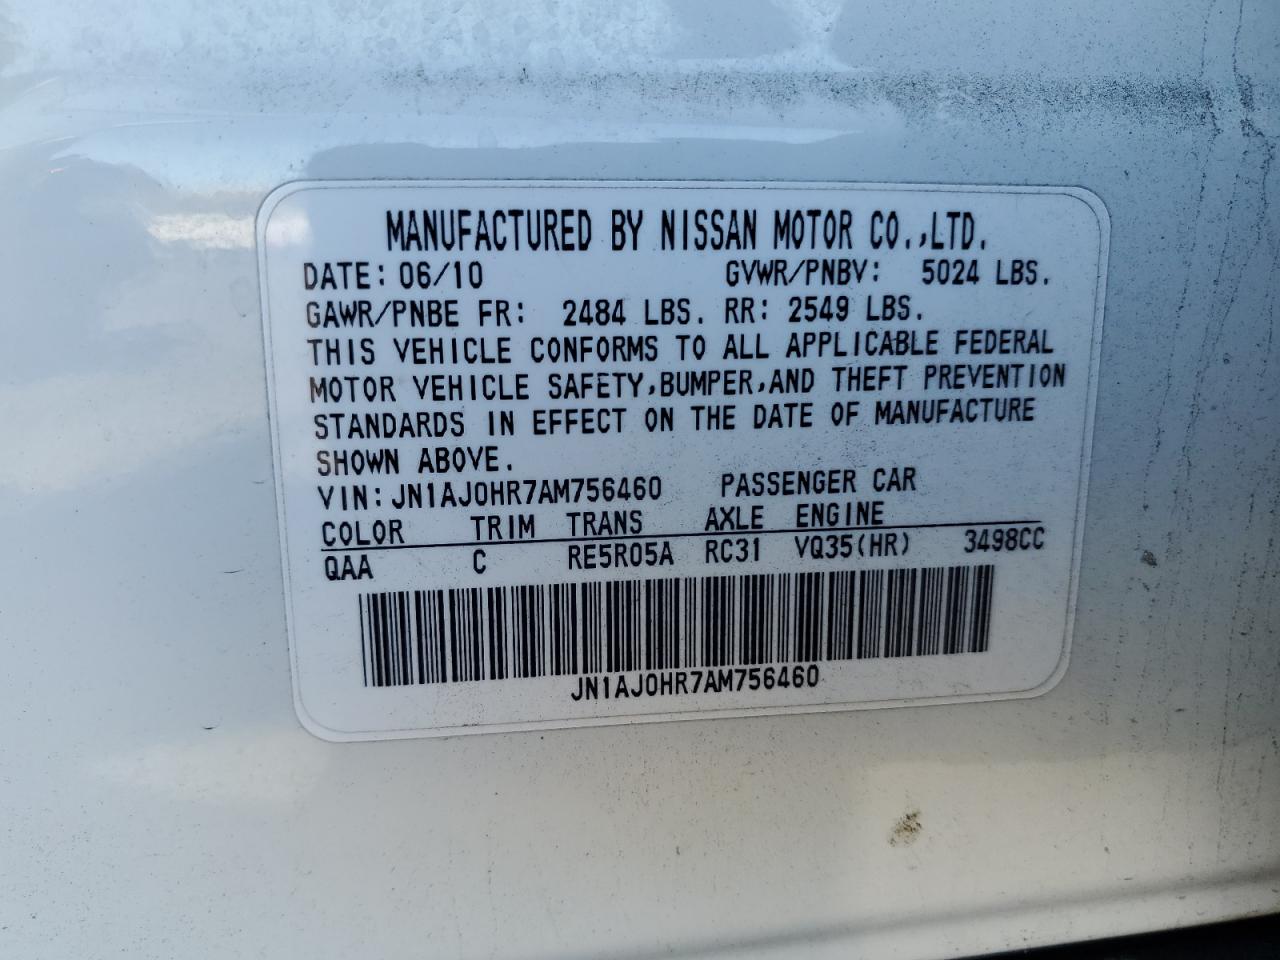 MANUFACTURED BY NISSAN MOTOR CO.,LTD.
DATE: 06/10 GVWR/PNBV: 5024 LBS.
GAWR/PNBE FR: 2484 LBS. RR: 2549 LBS.
THIS VEHICLE CONFORMS TO ALL APPLICABLE FEDERAL
MOTOR VEHICLE SAFETY,BUMPER,AND THEFT PREVENTION
STANDARDS IN EFFECT ON THE DATE OF MANUFACTURE
SHOWN ABOVE.
VIN: JN1AJ0HR7AM756460 PASSENGER CAR
COLOR TRIM TRANS AXLE ENGINE
QAA C RE5R05A RC31 VQ35(HR) 3498CC
JN1AJ0HR7AM756460